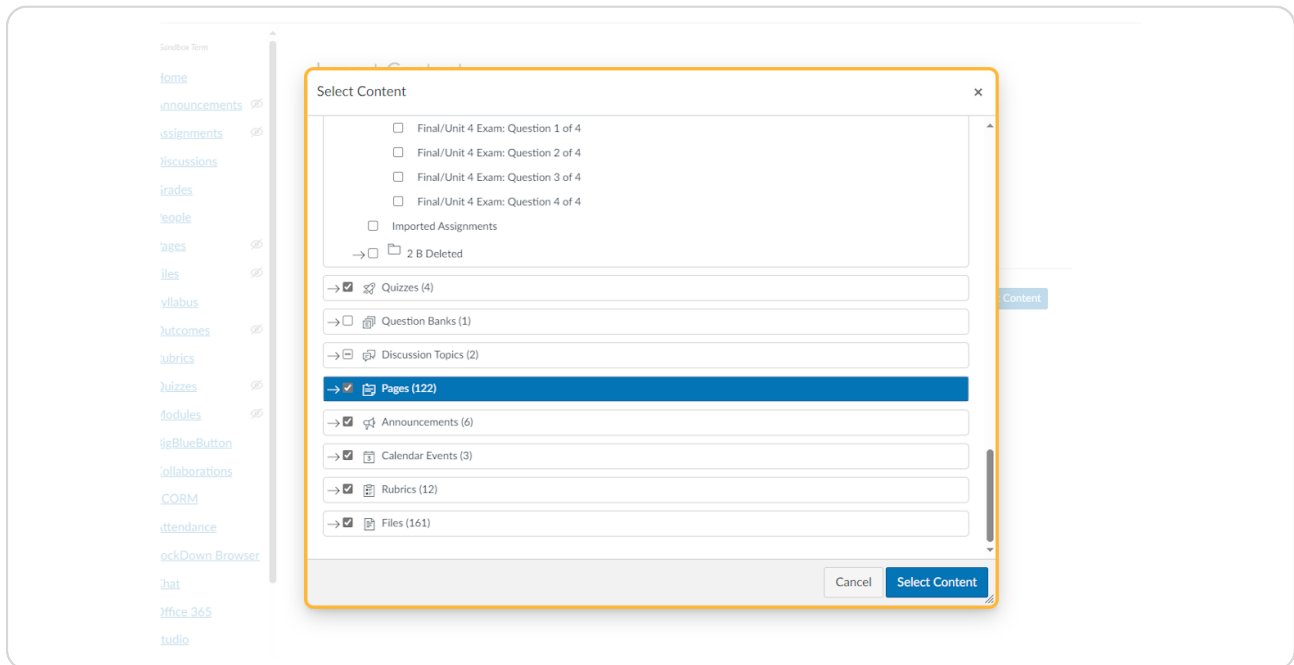 Sandbox Term
Home
Announcements
Assignments
Discussions
Grades
People
Pages
Files
Syllabus
Outcomes
Rubrics
Quizzes
Modules
BigBlueButton
Collaborations
SCORM
Attendance
LockDown Browser
Chat
Office 365
Studio
Select Content
×
Final/Unit 4 Exam: Question 1 of 4
Final/Unit 4 Exam: Question 2 of 4
Final/Unit 4 Exam: Question 3 of 4
Final/Unit 4 Exam: Question 4 of 4
Imported Assignments
2 B Deleted
Quizzes (4)
Question Banks (1)
Discussion Topics (2)
Pages (122)
Announcements (6)
Calendar Events (3)
Rubrics (12)
Files (161)
Content
Cancel
Select Content